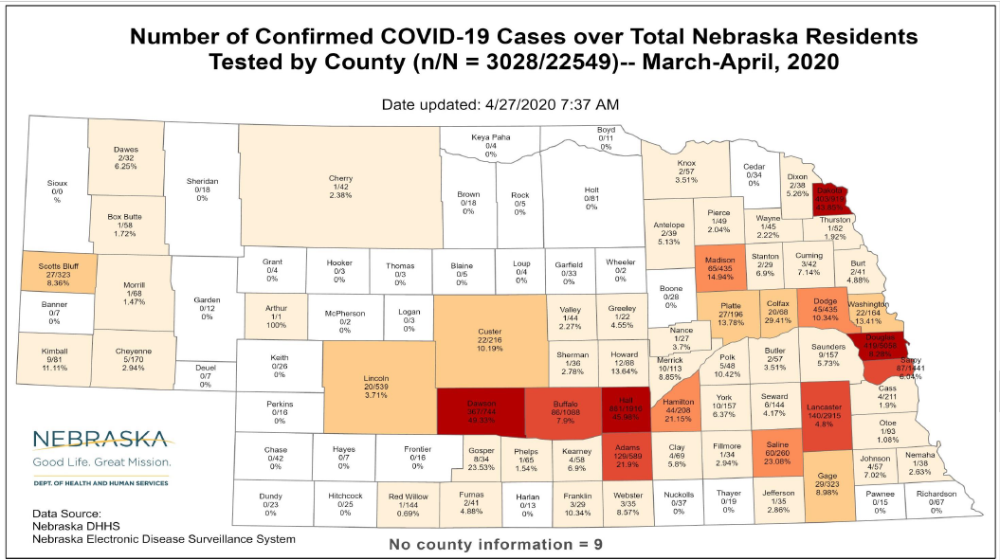 Number of Confirmed COVID-19 Cases over Total Nebraska Residents
Tested by County (n/N = 3028/22549)-- March-April, 2020
Date updated: 4/27/2020 7:37 AM
Sioux
0/0
%
Dawes
2/32
6.25%
Sheridan
0/18
0%
Box Butte
1/58
1.72%
Cherry
1/42
2.38%
Keya Paha
0/4
0%
Boyd
0/11
0%
Brown
0/18
0%
Rock
0/5
0%
Holt
0/81
0%
Knox
2/57
3.51%
Cedar
0/34
0%
Dixon
2/38
5.26%
Dakota
Antelope
2/39
5.13%
Pierce
1/49
2.04%
Wayne
1/45
2.22%
Thurston
1/52
1.92%
Scotts Bluff
27/323
8.36%
Banner
0/7
0%
Kimball
9/81
11.11%
Morrill
1/68
1.47%
Cheyenne
5/170
2.94%
Garden
0/12
0%
Deuel
0/7
0%
Grant
0/4
0%
Hooker
0/3
0%
Thomas
0/3
0%
Blaine
0/5
0%
Loup
0/4
0%
Garfield
0/33
0%
Wheeler
0/2
0%
Boone
0/28
0%
Madison
65/435
14.94%
Stanton
2/29
6.9%
Cuming
3/42
7.14%
Burt
2/41
4.88%
Arthur
1/1
100%
McPherson
0/2
0%
Logan
0/3
0%
Custer
22/216
10.19%
Valley
1/44
2.27%
Greeley
1/22
4.55%
Nance
1/27
3.7%
Platte
27/196
13.78%
Colfax
20/68
29.41%
Dodge
45/435
10.34%
Washington
22/164
13.41%
Keith
0/26
0%
Lincoln
20/539
3.71%
Sherman
1/36
2.78%
Howard
12/88
13.64%
Merrick
10/113
8.85%
Polk
5/48
10.42%
Butler
2/57
3.51%
Saunders
9/157
5.73%
Douglas
Sarpy
87/1441
6.04%
Perkins
0/16
0%
Dawson
Buffalo
86/1088
7.9%
Hall
Hamilton
44/208
21.15%
York
10/157
6.37%
Seward
6/144
4.17%
Lancaster
140/2915
4.8%
Cass
4/211
1.9%
Otoe
1/93
1.08%
Chase
0/42
0%
Hayes
0/7
0%
Frontier
0/16
0%
Gosper
8/34
23.53%
Phelps
1/65
1.54%
Kearney
4/58
6.9%
Adams
129/589
21.9%
Clay
4/69
5.8%
Fillmore
1/34
2.94%
Saline
60/260
23.08%
Gage
29/323
8.98%
Johnson
4/57
7.02%
Nemaha
1/38
2.63%
Dundy
0/23
0%
Hitchcock
0/25
0%
Red Willow
1/144
0.69%
Furnas
2/41
4.88%
Harlan
0/13
0%
Franklin
3/29
10.34%
Webster
3/35
8.57%
Nuckolls
0/37
0%
Thayer
0/19
0%
Jefferson
1/35
2.86%
Pawnee
0/15
0%
Richardson
0/67
0%
NEBRASKA
Good Life. Great Mission.
DEPT. OF HEALTH AND HUMAN SERVICES
Data Source:
Nebraska DHHS
Nebraska Electronic Disease Surveillance System
No county information = 9